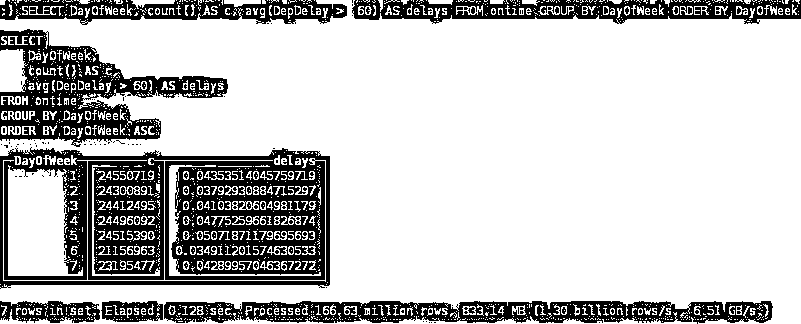 :) SELECT DayOfWeek, count() AS c, avg(DepDelay > 60) AS delays FROM ontime GROUP BY DayOfWeek ORDER BY DayOfWeek
SELECT
DayOfWeek,
count() AS c,
avg(DepDelay > 60) AS delays
FROM ontime
GROUP BY DayOfWeek
ORDER BY DayOfWeek ASC
DayOfWeek c delays
1 24550719 0.04353514045759719
2 24300891 0.03792930884715297
3 24412495 0.04103820604981179
4 24496092 0.04775259661826874
5 24515390 0.05071871179695693
6 21156963 0.03491120157463053
7 23195477 0.04289957046367272
7 rows in set. Elapsed: 0.128 sec. Processed 166.63 million rows, 833.14 MB (1.30 billion rows/s., 6.51 GB/s.)